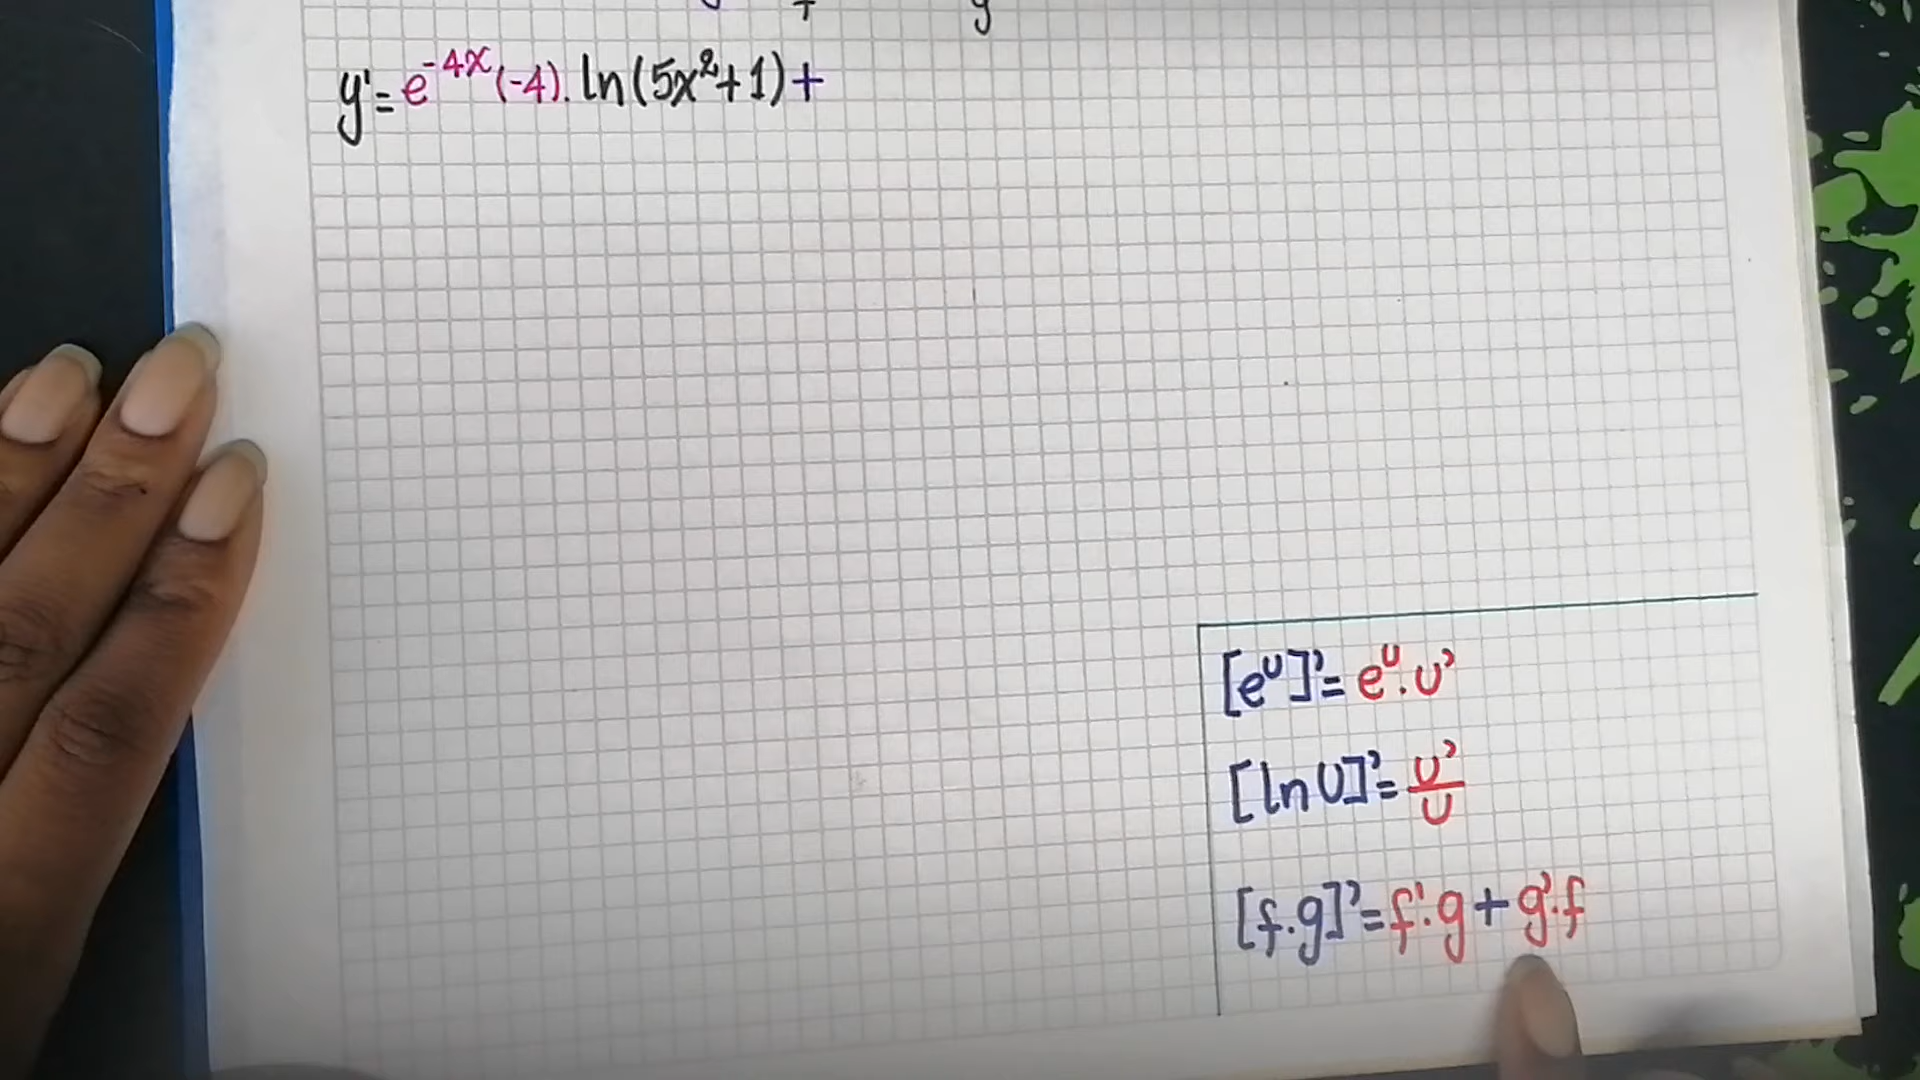 y'=e^-4x(-4).ln(5x²+1)+
[e^U]'=e^U.U'
[ln U]'=U'/U
[f.g]'=f'.g+g'.f